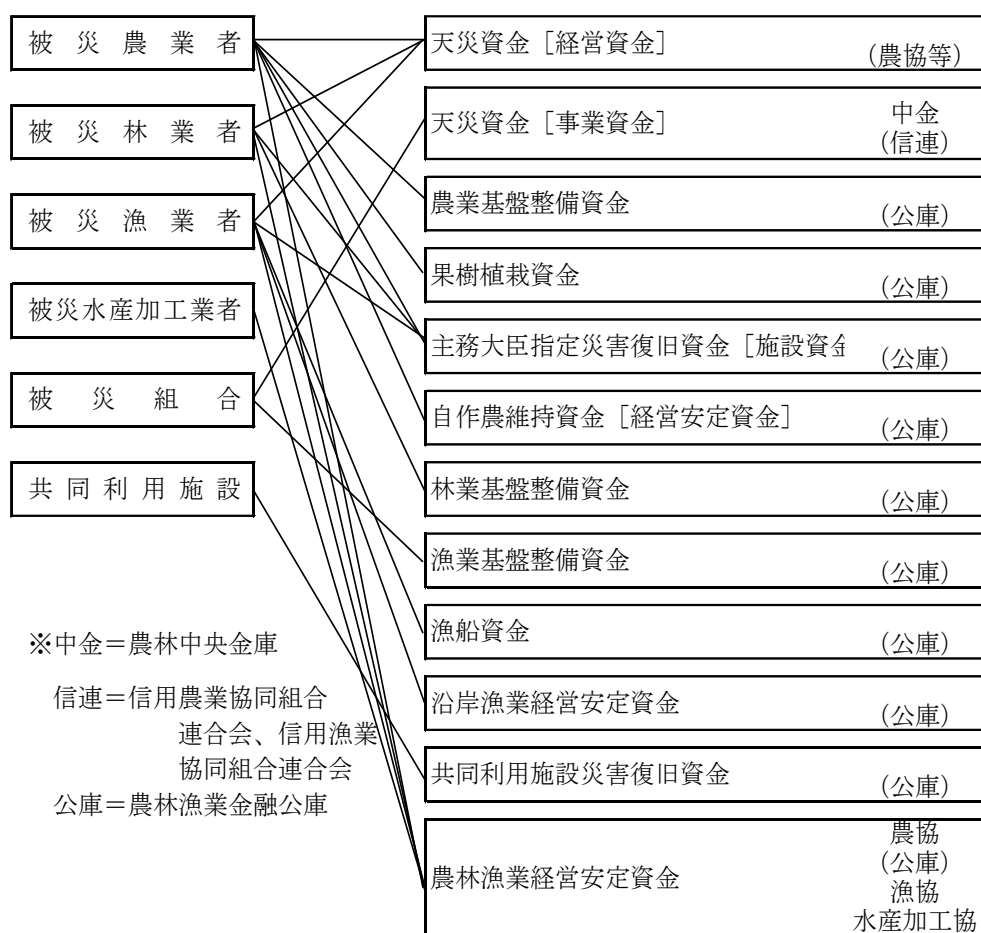 被災農業者
被災林業者
被災漁業者
被災水産加工業者
被災組合
共同利用施設
※中金＝農林中央金庫
信連＝信用農業協同組合
連合会、信用漁業
協同組合連合会
公庫＝農林漁業金融公庫
天災資金［経営資金］
（農協等）
天災資金［事業資金］
中金
（信連）
農業基盤整備資金
（公庫）
果樹植栽資金
（公庫）
主務大臣指定災害復旧資金［施設資金
（公庫）
自作農維持資金［経営安定資金］
（公庫）
林業基盤整備資金
（公庫）
漁業基盤整備資金
（公庫）
漁船資金
（公庫）
沿岸漁業経営安定資金
（公庫）
共同利用施設災害復旧資金
（公庫）
農林漁業経営安定資金
農協
（公庫）
漁協
水産加工協